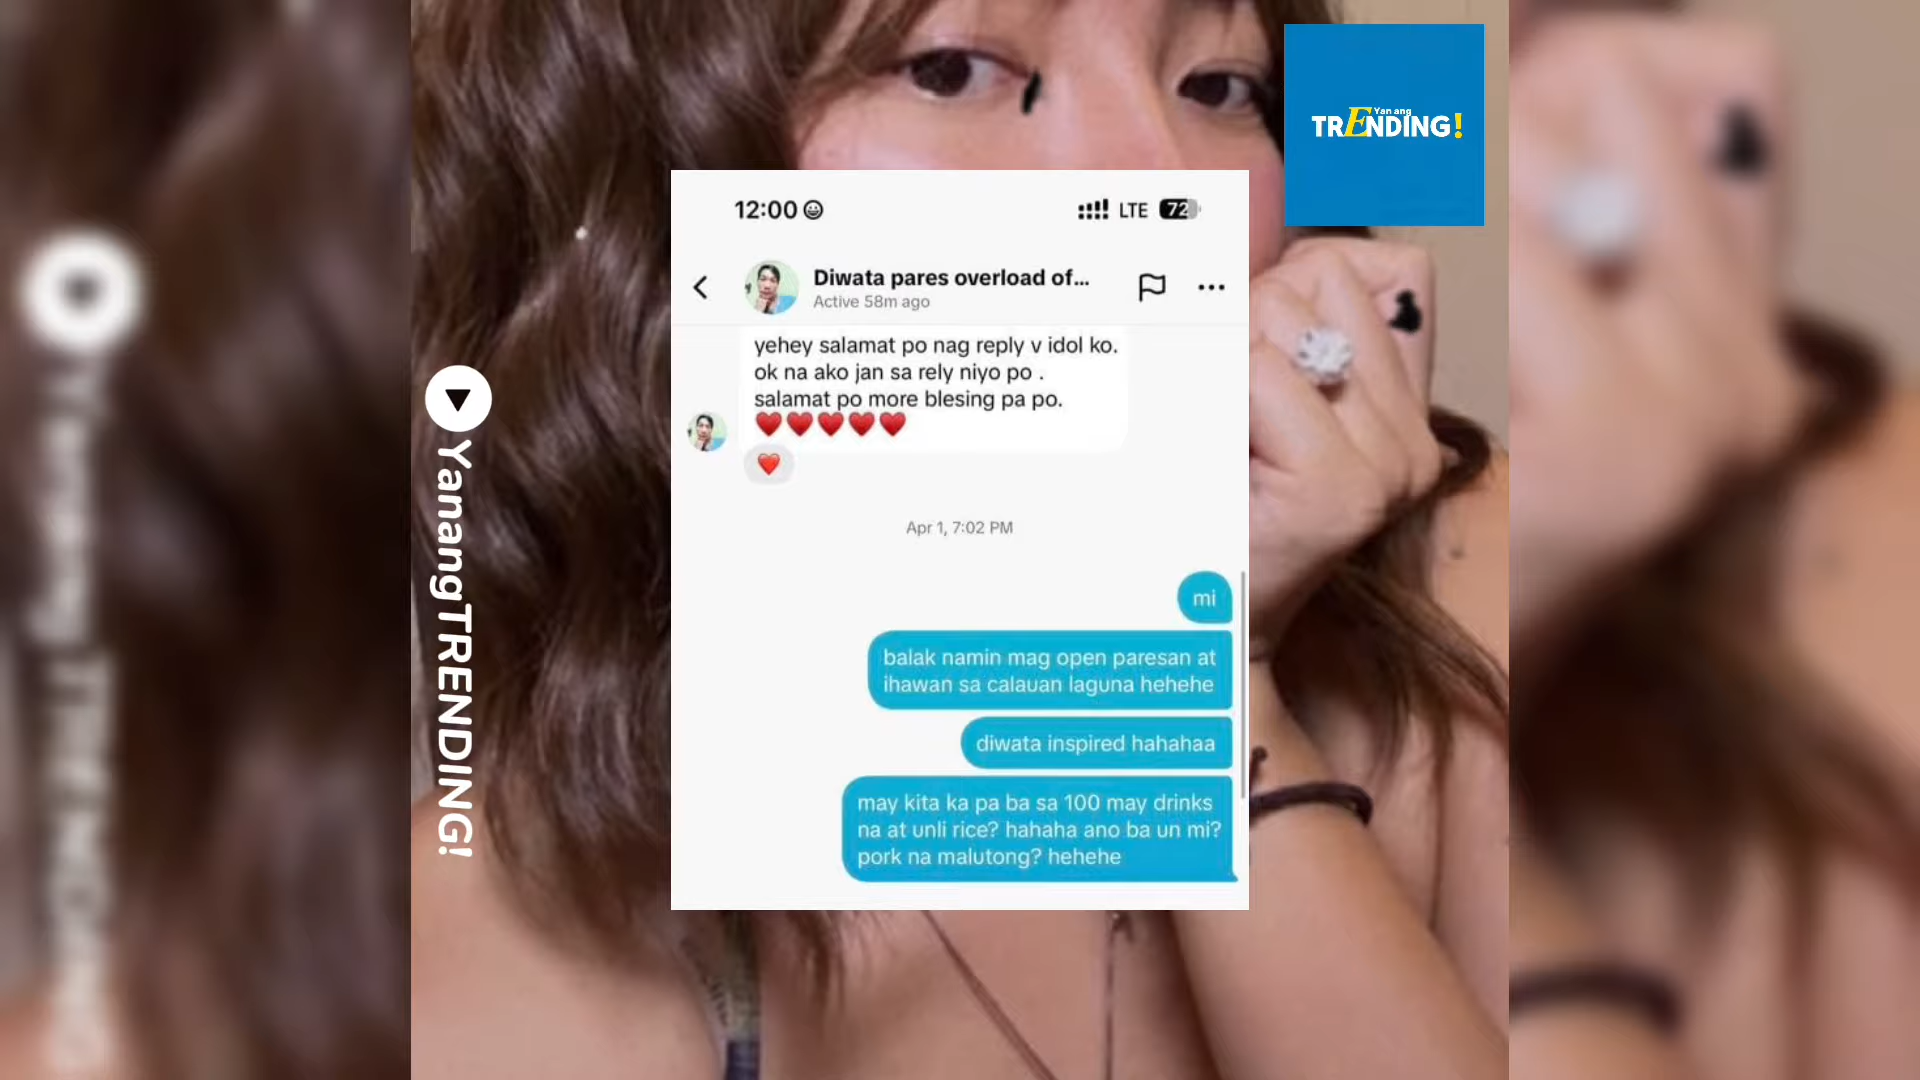 Yan ang
TRENDING!
12:00
LTE 72
Diwata pares overload of...
Active 58m ago
yehey salamat po nag reply v idol ko.
ok na ako jan sa rely niyo po .
salamat po more blesing pa po.
Apr 1, 7:02 PM
mi
balak namin mag open paresan at
ihawan sa calauan laguna hehehe
diwata inspired hahahaa
may kita ka pa ba sa 100 may drinks
na at unli rice? hahaha ano ba un mi?
pork na malutong? hehehe
YanangTRENDING!